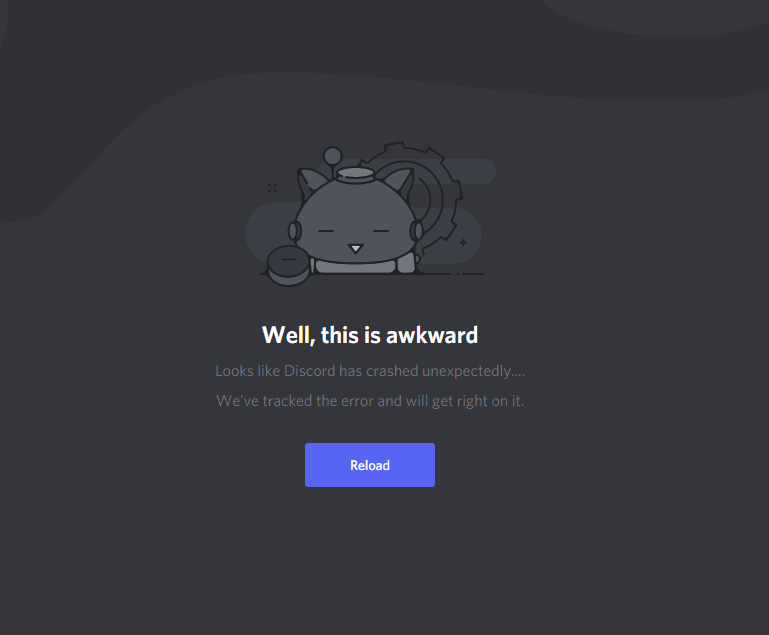 Well, this is awkward
Looks like Discord has crashed unexpectedly....
We've tracked the error and will get right on it.
Reload